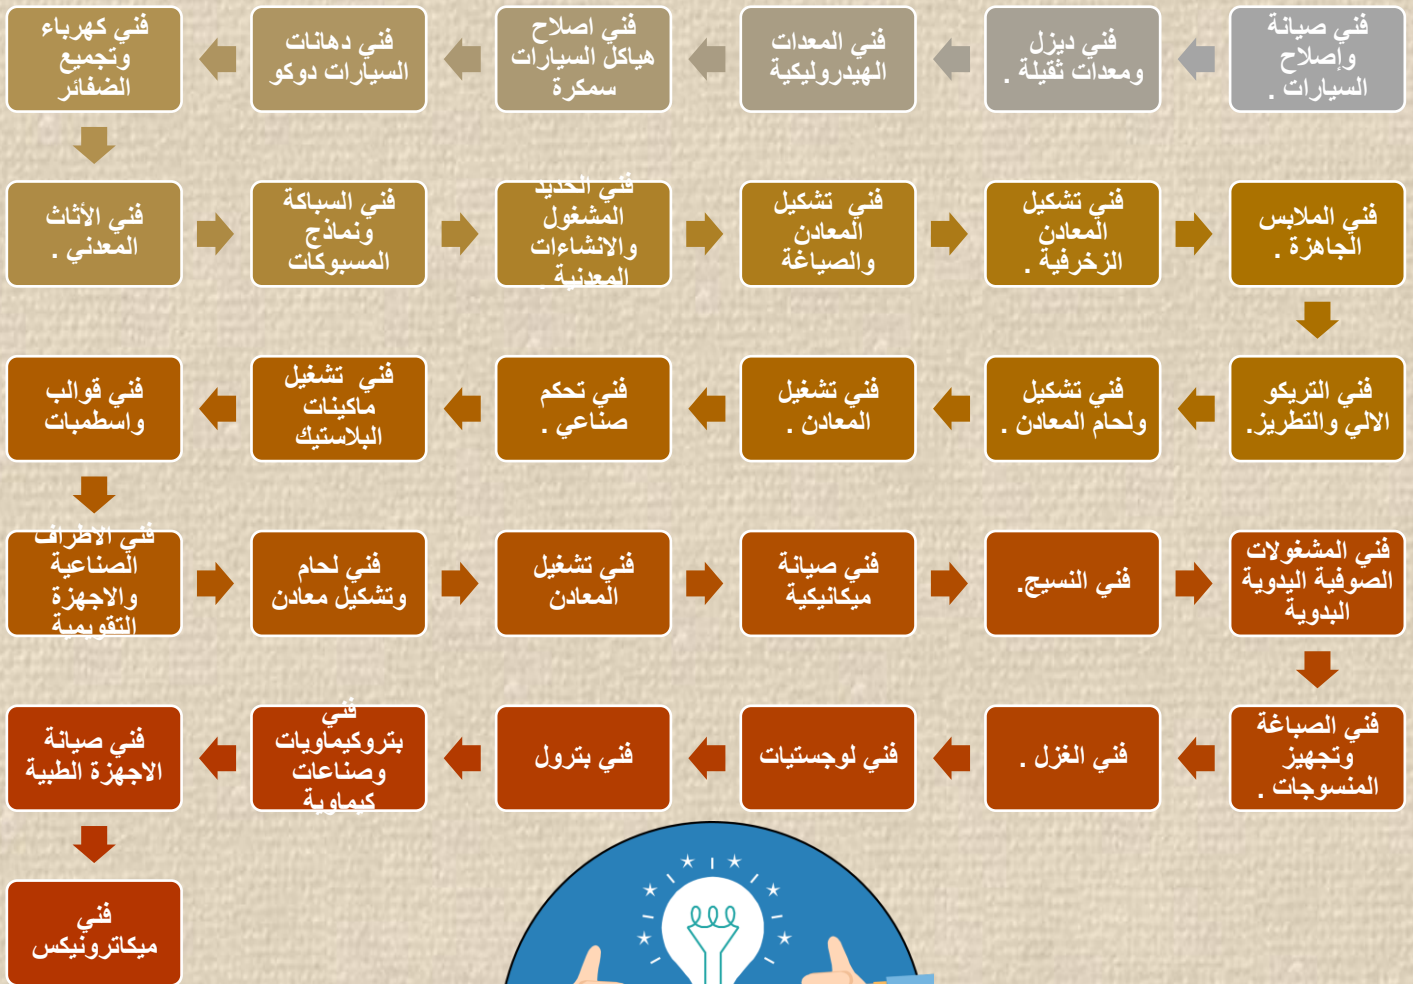 فني صيانة
وإصلاح
السيارات .
فني ديزل
ومعدات ثقيلة .
فني المعدات
الهيدروليكية
فني اصلاح
هياكل السيارات
سمكرة
فني دهانات
السيارات دوكو
فني كهرباء
وتجميع
الضفائر
فني الأثاث
المعدني .
فني السباكة
ونماذج
المسبوكات
فني الحديد
المشغول
والانشاءات
المعدنية .
فني تشكيل
المعادن
والصياغة
فني تشكيل
المعادن
الزخرفية .
فني الملابس
الجاهزة .
فني التريكو
الالي والتطريز.
فني تشكيل
ولحام المعادن .
فني تشغيل
المعادن .
فني تحكم
صناعي .
فني تشغيل
ماكينات
البلاستيك
فني قوالب
واسطمبات
فني الاطراف
الصناعية
والاجهزة
التقويمية
فني لحام
وتشكيل معادن
فني تشغيل
المعادن
فني صيانة
ميكانيكية
فني النسيج.
فني المشغولات
الصوفية اليدوية
البدوية
فني الصباغة
وتجهيز
المنسوجات .
فني الغزل .
فني لوجستيات
فني بترول
فني
بتروكيماويات
وصناعات
كيماوية
فني صيانة
الاجهزة الطبية
فني
ميكاترونيكس